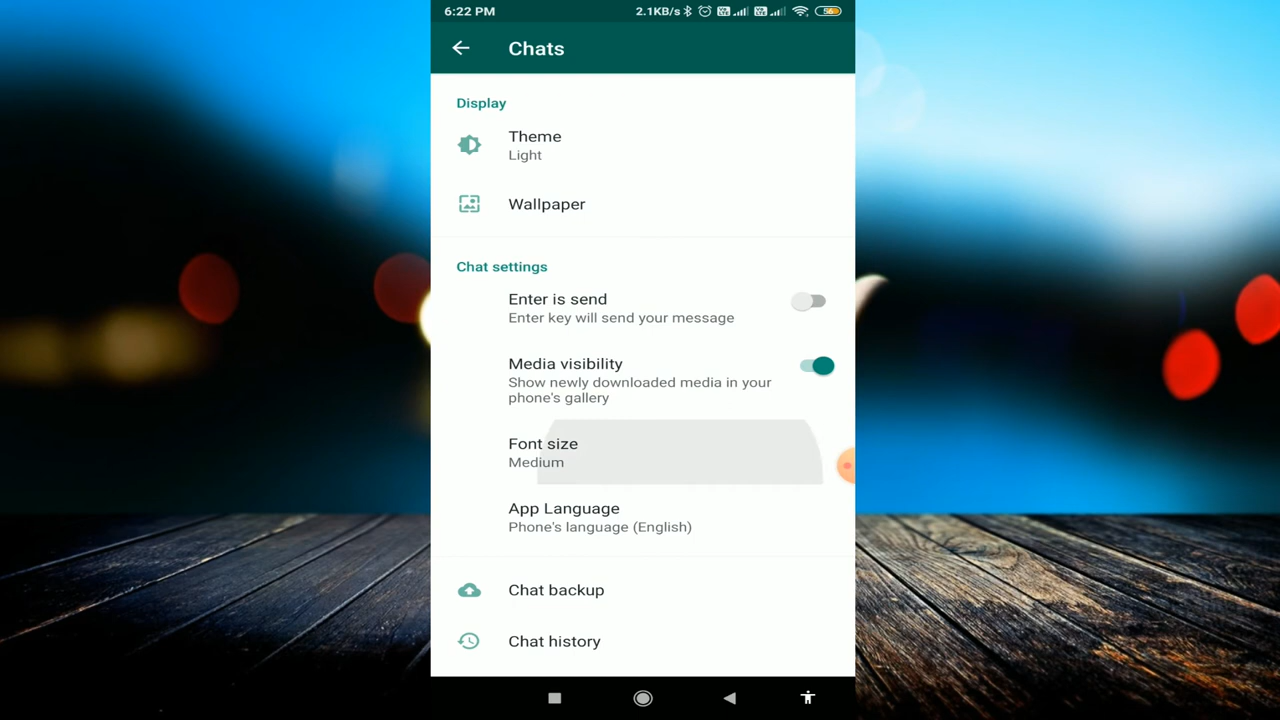 6:22 PM 2.1KB/s 56
Chats
Display
Theme
Light
Wallpaper
Chat settings
Enter is send
Enter key will send your message
Media visibility
Show newly downloaded media in your
phone's gallery
Font size
Medium
App Language
Phone's language (English)
Chat backup
Chat history